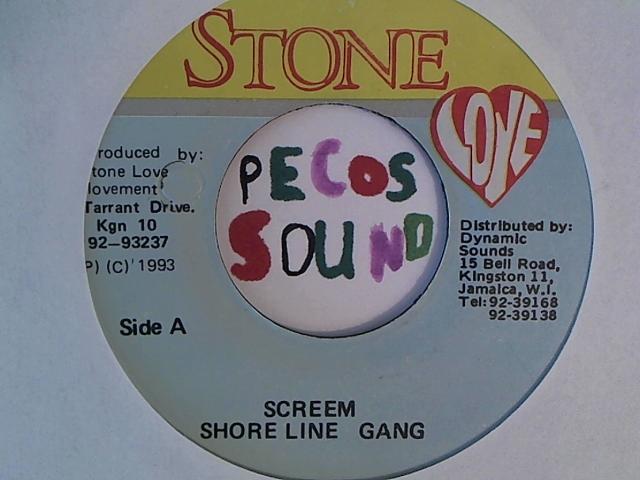 STONE
LOVE
roduced by:
tone Love
ovement
Tarrant Drive.
Kgn 10
92-93237
P) (C)' 1993
Side A
PECOS
SOUND
Distributed by:
Dynamic
Sounds
15 Bell Road,
Kingston 11,
Jamaica, W.I.
Tel:92-39168
92-39138
SCREEM
SHORE LINE GANG